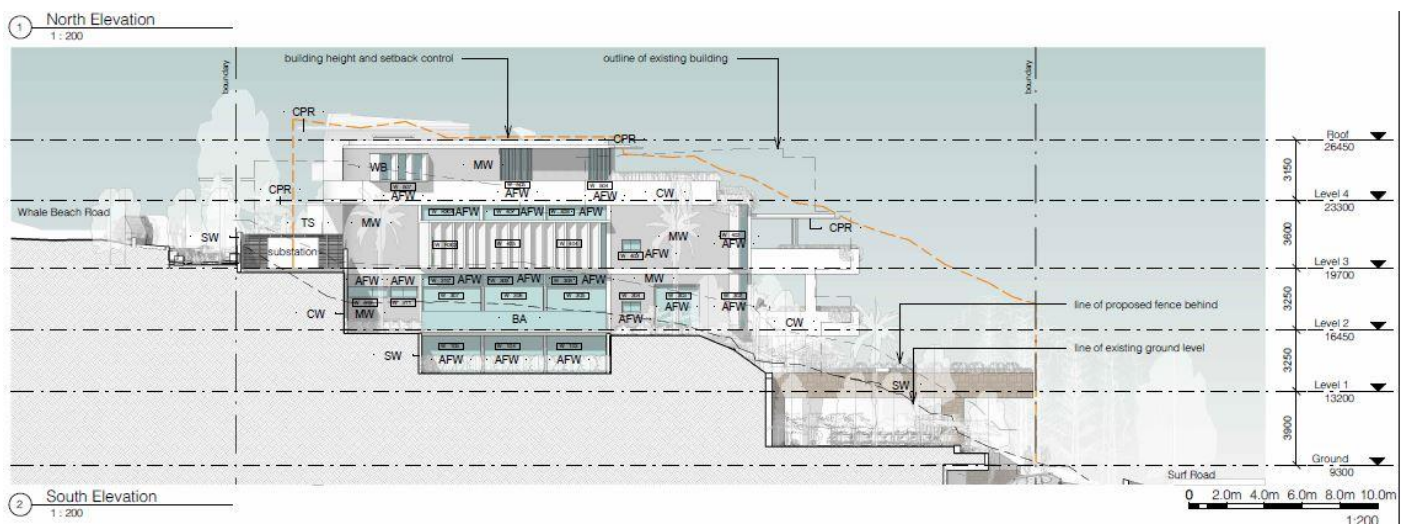 1 North Elevation
1 : 200
building height and setback control
outline of existing building
boundary
boundary
CPR
CPR
Roof
26450
WB
MW
3150
AFW
AFW
AFW
CW
CPR
Level 4
23300
Whale Beach Road
TS
MW
AFW
AFW
AFW
MW
AFW
CPR
SW
substation
AFW
3600
Level 3
19700
AFW
AFW
AFW
AFW
AFW
MW
line of proposed fence behind
CW
MW
BA
AFW
AFW
AFW
CW
3250
Level 2
16450
SW
AFW
AFW
AFW
line of existing ground level
3250
SW
Level 1
13200
3900
Ground
9300
Surf Road
2 South Elevation
1 : 200
0 2.0m 4.0m 6.0m 8.0m 10.0m
1:200